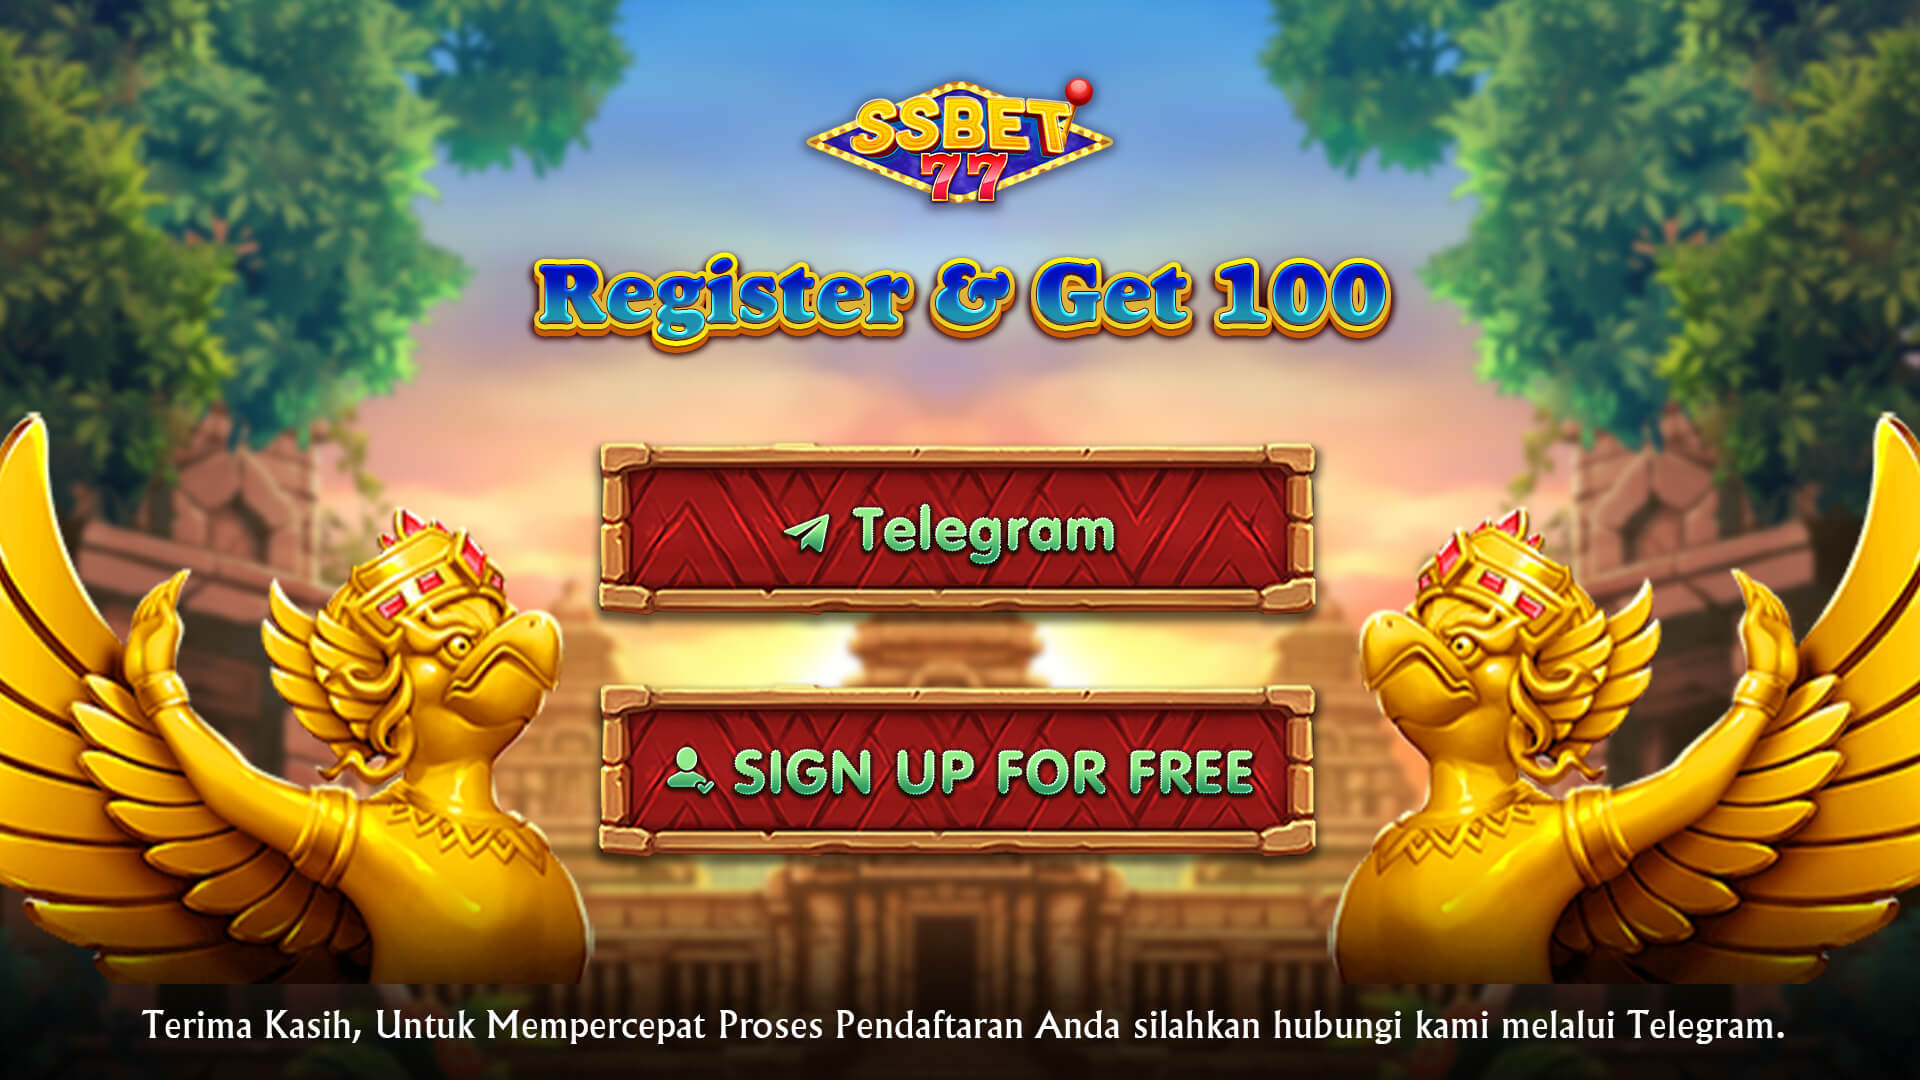 SSBET
77
Register & Get 100
Telegram
SIGN UP FOR FREE
Terima Kasih, Untuk Mempercepat Proses Pendaftaran Anda silahkan hubungi kami melalui Telegram.